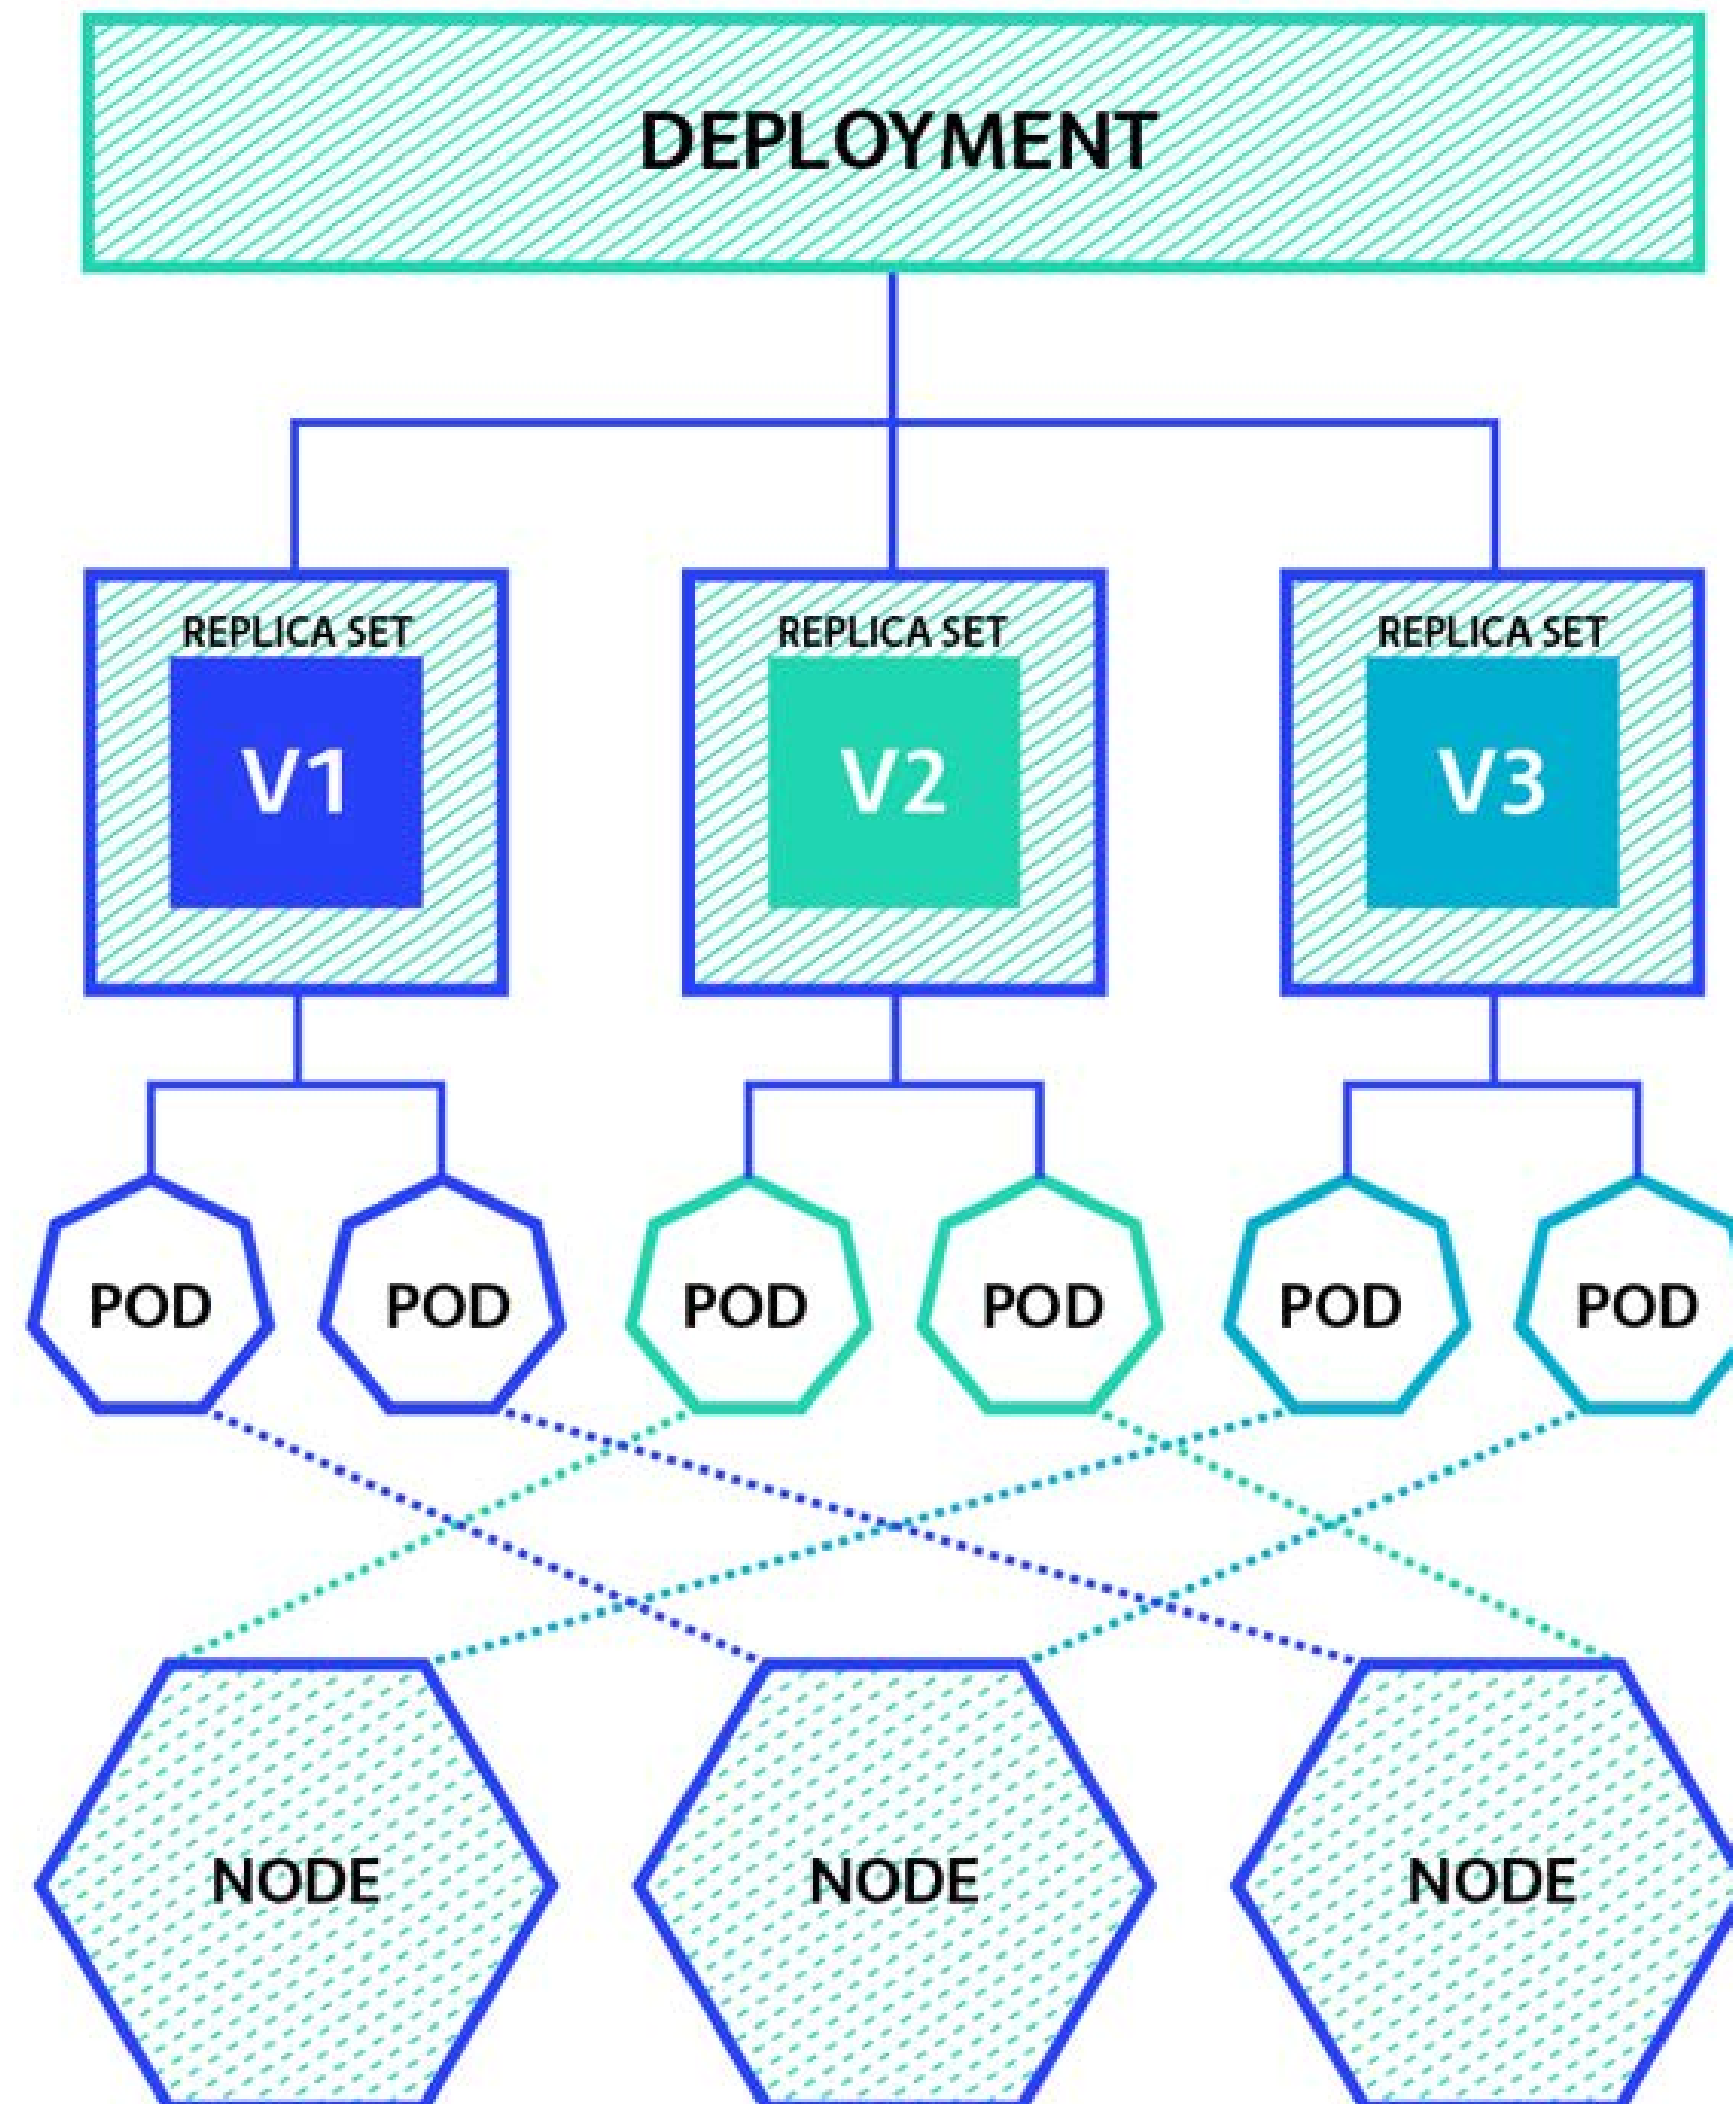 DEPLOYMENT
REPLICA SET
V1
REPLICA SET
V2
REPLICA SET
V3
POD
POD
POD
POD
POD
POD
NODE
NODE
NODE